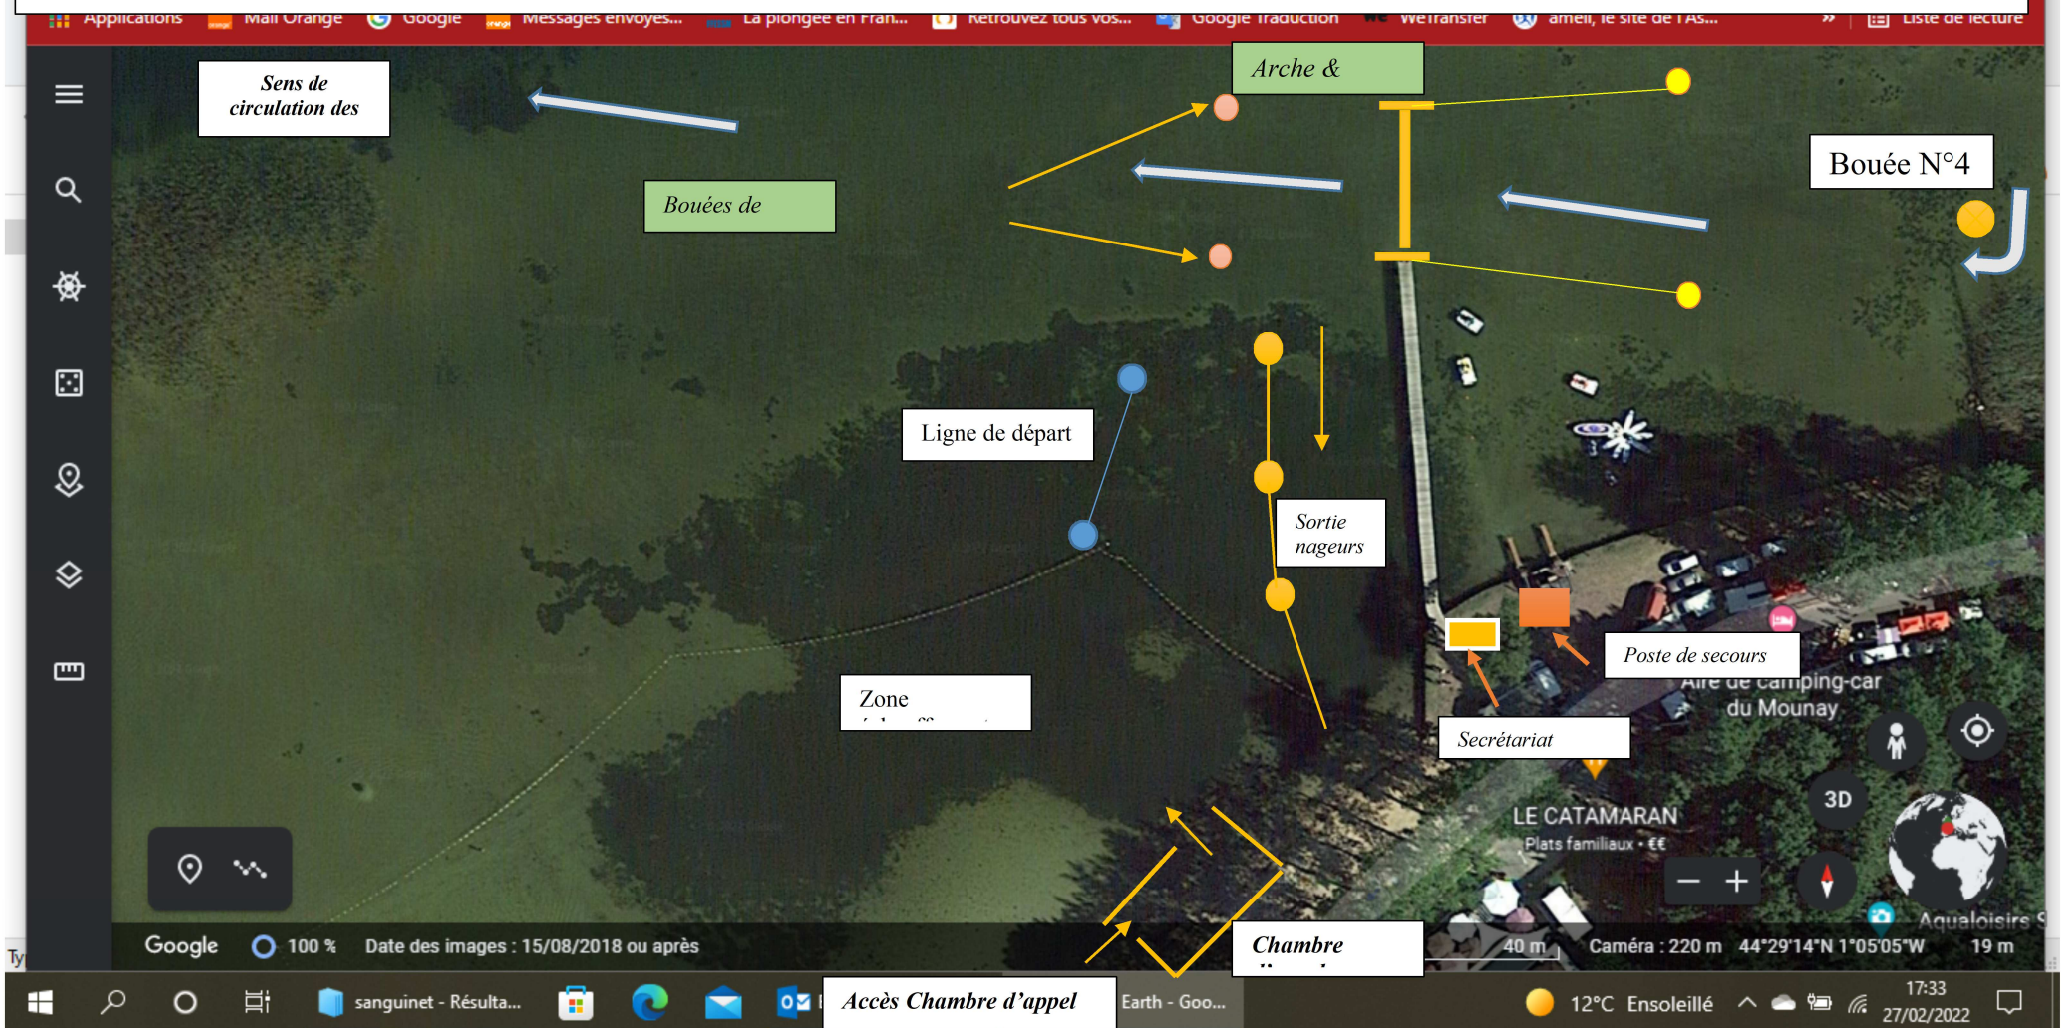 Applications
Mail Orange
Google
Messages envoyés...
La plongée en Fran...
Retrouvez tous vos...
Google Traduction
WeTransfer
ameli, le site de l'As...
»
Liste de lecture
Sens de
circulation des
Arche &
Bouée N°4
Bouées de
Ligne de départ
Sortie
nageurs
Poste de secours
Aire de camping-car
du Mounay
Zone
Secrétariat
LE CATAMARAN
Plats familiaux • €€
3D
Aqualoisirs S
Chambre
Google
100 %
Date des images : 15/08/2018 ou après
40 m
Caméra : 220 m
44°29'14"N 1°05'05"W
19 m
Ty
sanguinet - Résulta...
Accès Chambre d'appel
Earth - Goo...
12°C Ensoleillé
17:33
27/02/2022